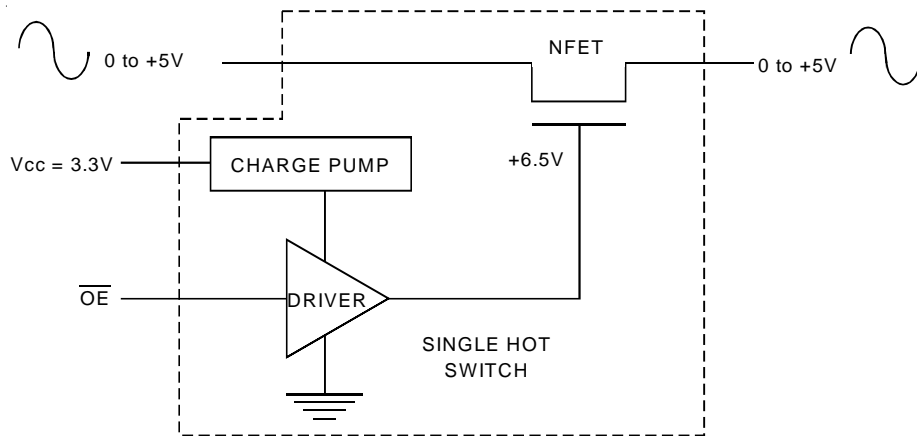 NFET
0 to +5V
0 to +5V
Vcc = 3.3V
CHARGE PUMP
+6.5V
OE
DRIVER
SINGLE HOT
SWITCH